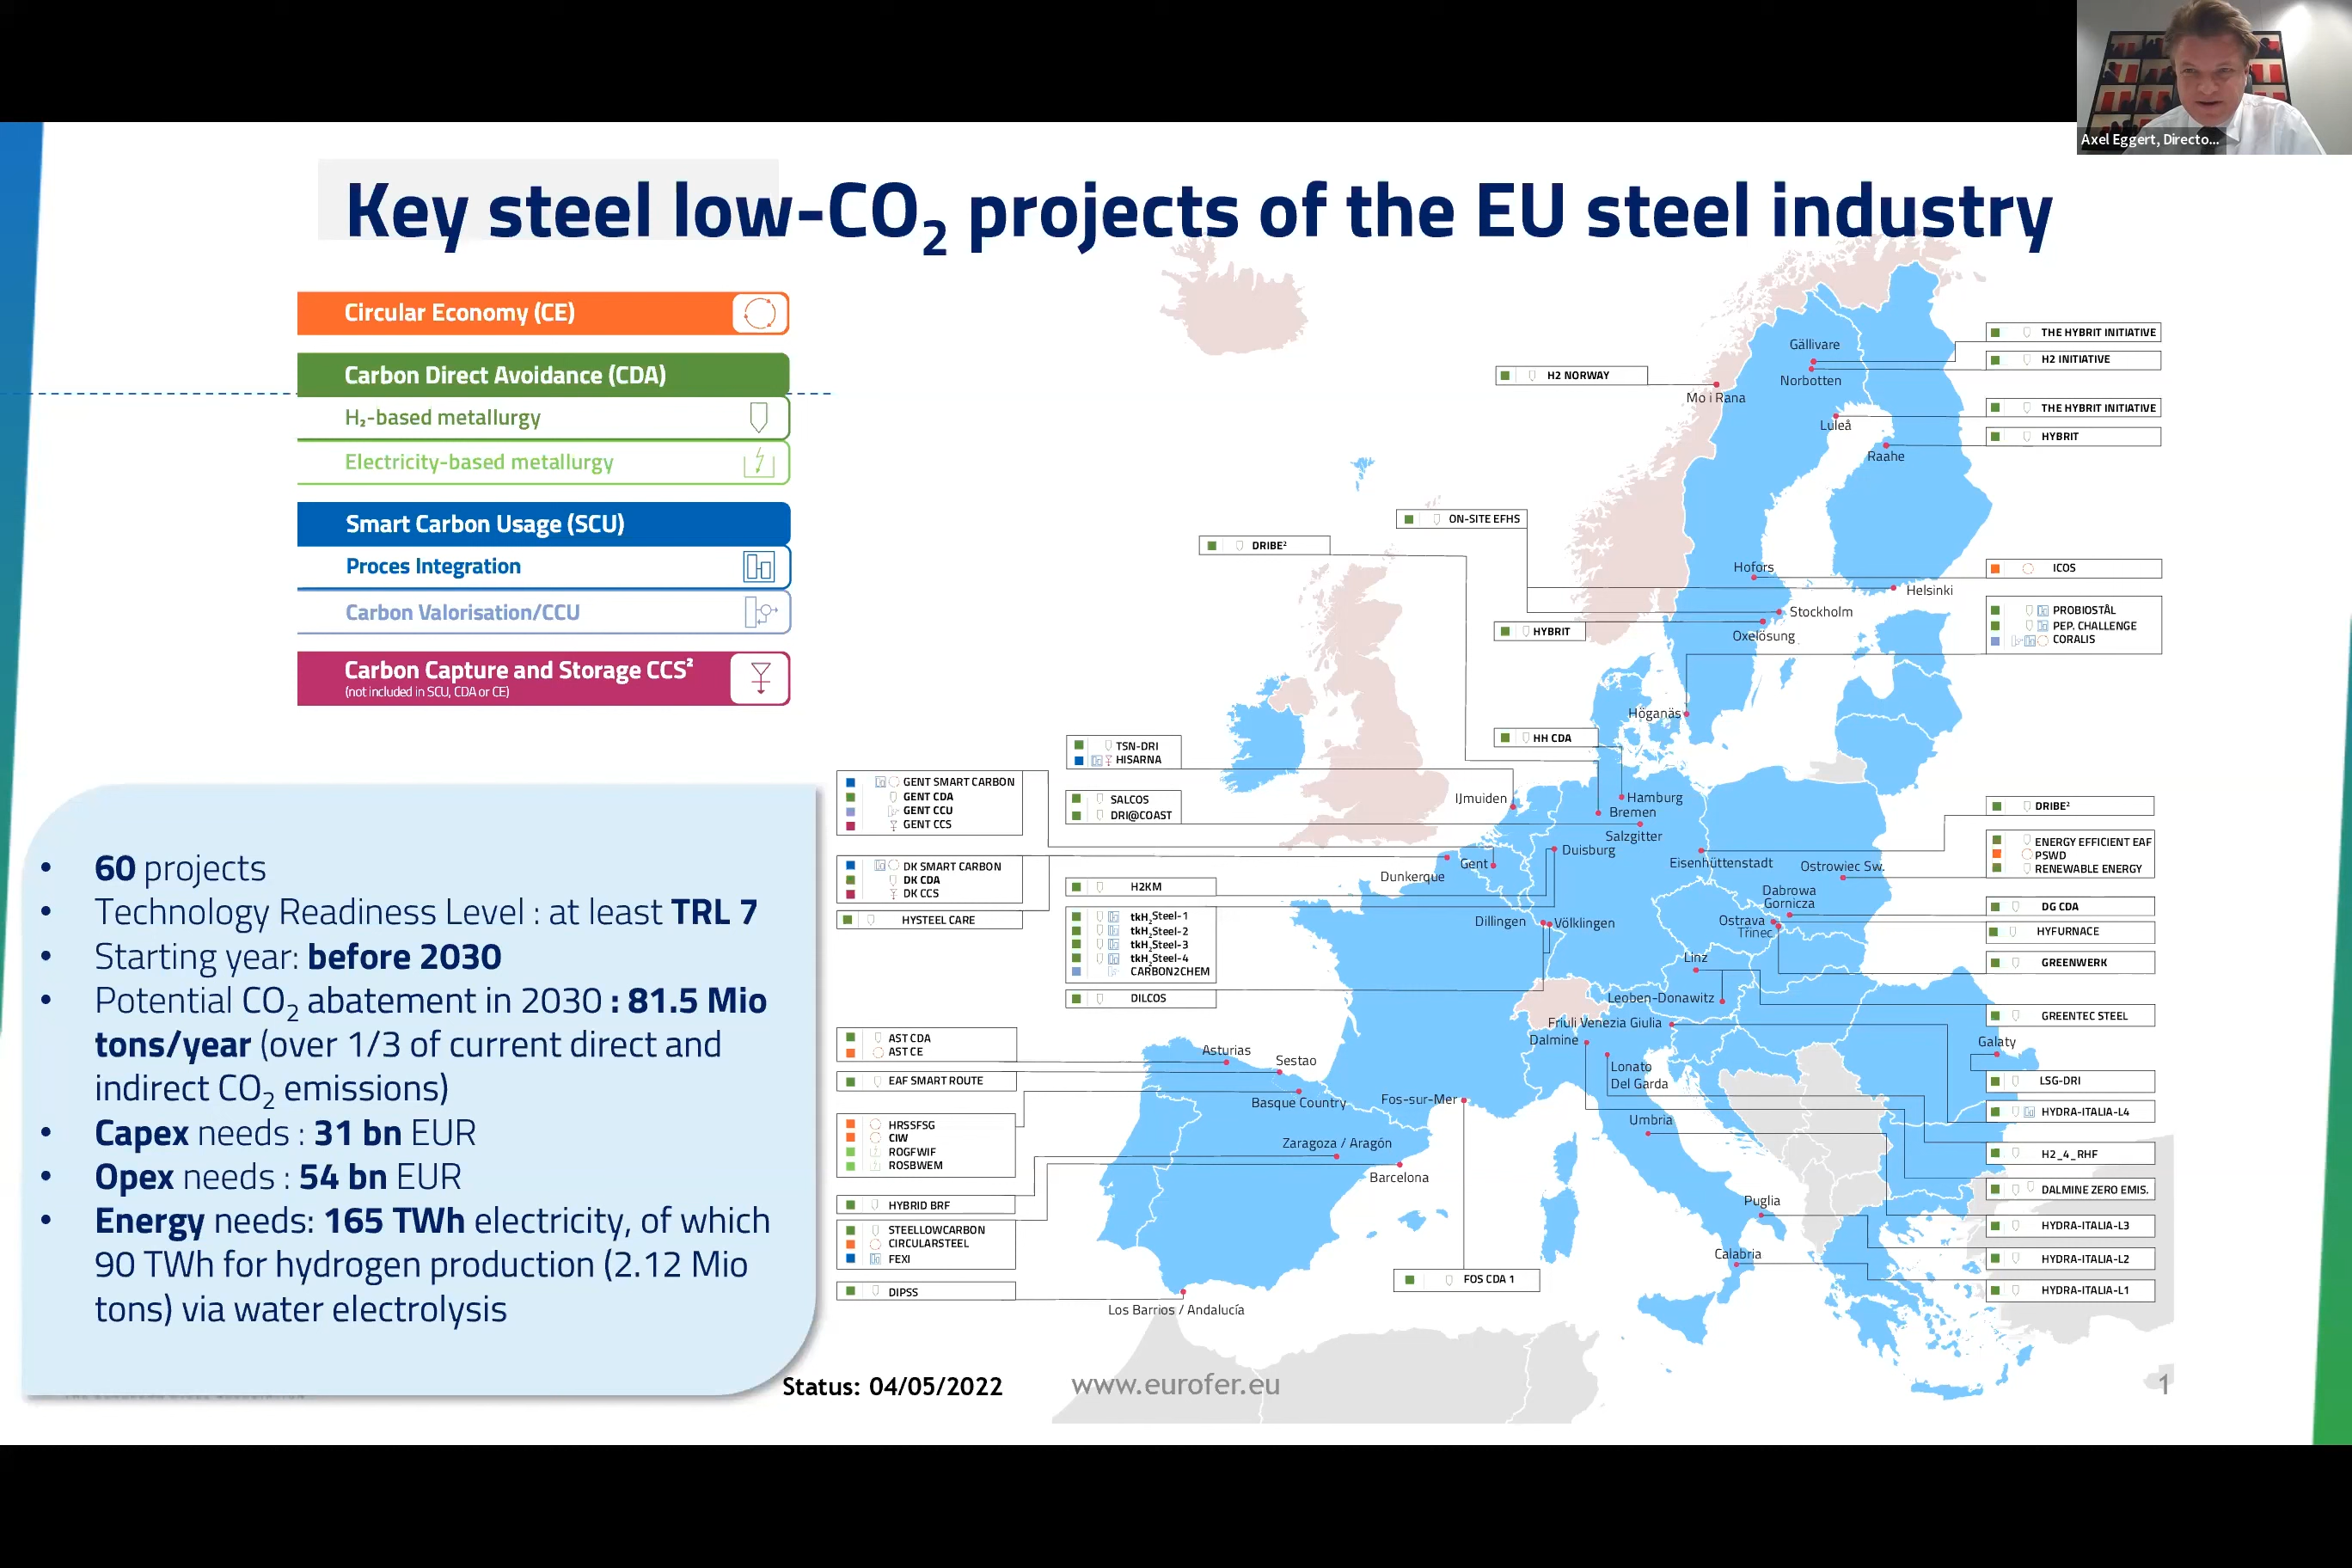 Axel Eggert, Directo...
Key steel low-CO₂ projects of the EU steel industry
Circular Economy (CE)
Carbon Direct Avoidance (CDA)
H₂-based metallurgy
Electricity-based metallurgy
Smart Carbon Usage (SCU)
Proces Integration
Carbon Valorisation/CCU
Carbon Capture and Storage CCS²
(not included in SCU, CDA or CE)
• 60 projects
• Technology Readiness Level : at least TRL 7
• Starting year: before 2030
• Potential CO₂ abatement in 2030 : 81.5 Mio
tons/year (over 1/3 of current direct and
indirect CO₂ emissions)
• Capex needs : 31 bn EUR
• Opex needs : 54 bn EUR
• Energy needs: 165 TWh electricity, of which
90 TWh for hydrogen production (2.12 Mio
tons) via water electrolysis
H2 NORWAY
ON-SITE EFHS
DRIBE²
HYBRIT
HH CDA
TSN-DRI
HISARNA
SALCOS
DRI@COAST
GENT SMART CARBON
GENT CDA
GENT CCU
GENT CCS
DK SMART CARBON
DK CDA
DK CCS
HYSTEEL CARE
H2KM
tkH₂Steel-1
tkH₂Steel-2
tkH₂Steel-3
tkH₂Steel-4
CARBON2CHEM
DILCOS
AST CDA
AST CE
EAF SMART ROUTE
HRSSFSG
CIW
ROGFWIF
ROSBWEM
HYBRID BRF
STEELLOWCARBON
CIRCULARSTEEL
FEXI
DIPSS
FOS CDA 1
THE HYBRIT INITIATIVE
H2 INITIATIVE
THE HYBRIT INITIATIVE
HYBRIT
ICOS
PROBIOSTÅL
PEP. CHALLENGE
CORALIS
DRIBE²
ENERGY EFFICIENT EAF
PSWD
RENEWABLE ENERGY
DG CDA
HYFURNACE
GREENWERK
GREENTEC STEEL
LSG-DRI
HYDRA-ITALIA-L4
H2_4_RHF
DALMINE ZERO EMIS.
HYDRA-ITALIA-L3
HYDRA-ITALIA-L2
HYDRA-ITALIA-L1
Gällivare
Norbotten
Mo i Rana
Luleå
Raahe
Hofors
Helsinki
Stockholm
Oxelösung
Höganäs
IJmuiden
Hamburg
Bremen
Salzgitter
Duisburg
Gent
Dunkerque
Eisenhüttenstadt
Ostrowiec Sw.
Dabrowa
Gornicza
Ostrava
Třinec
Dillingen
Völklingen
Linz
Leoben-Donawitz
Friuli Venezia Giulia
Dalmine
Galaty
Lonato
Del Garda
Asturias
Sestao
Basque Country
Fos-sur-Mer
Umbria
Zaragoza / Aragón
Barcelona
Puglia
Calabria
Los Barrios / Andalucía
Status: 04/05/2022
www.eurofer.eu
1